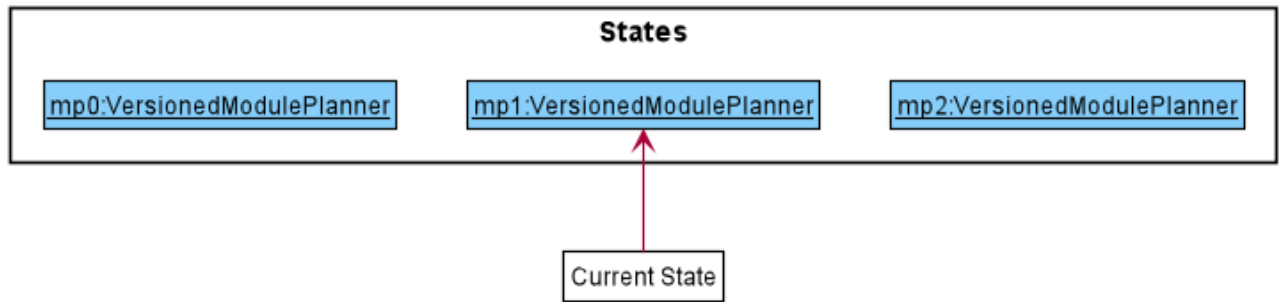 States
mp0:VersionedModulePlanner
mp1:VersionedModulePlanner
mp2:VersionedModulePlanner
Current State